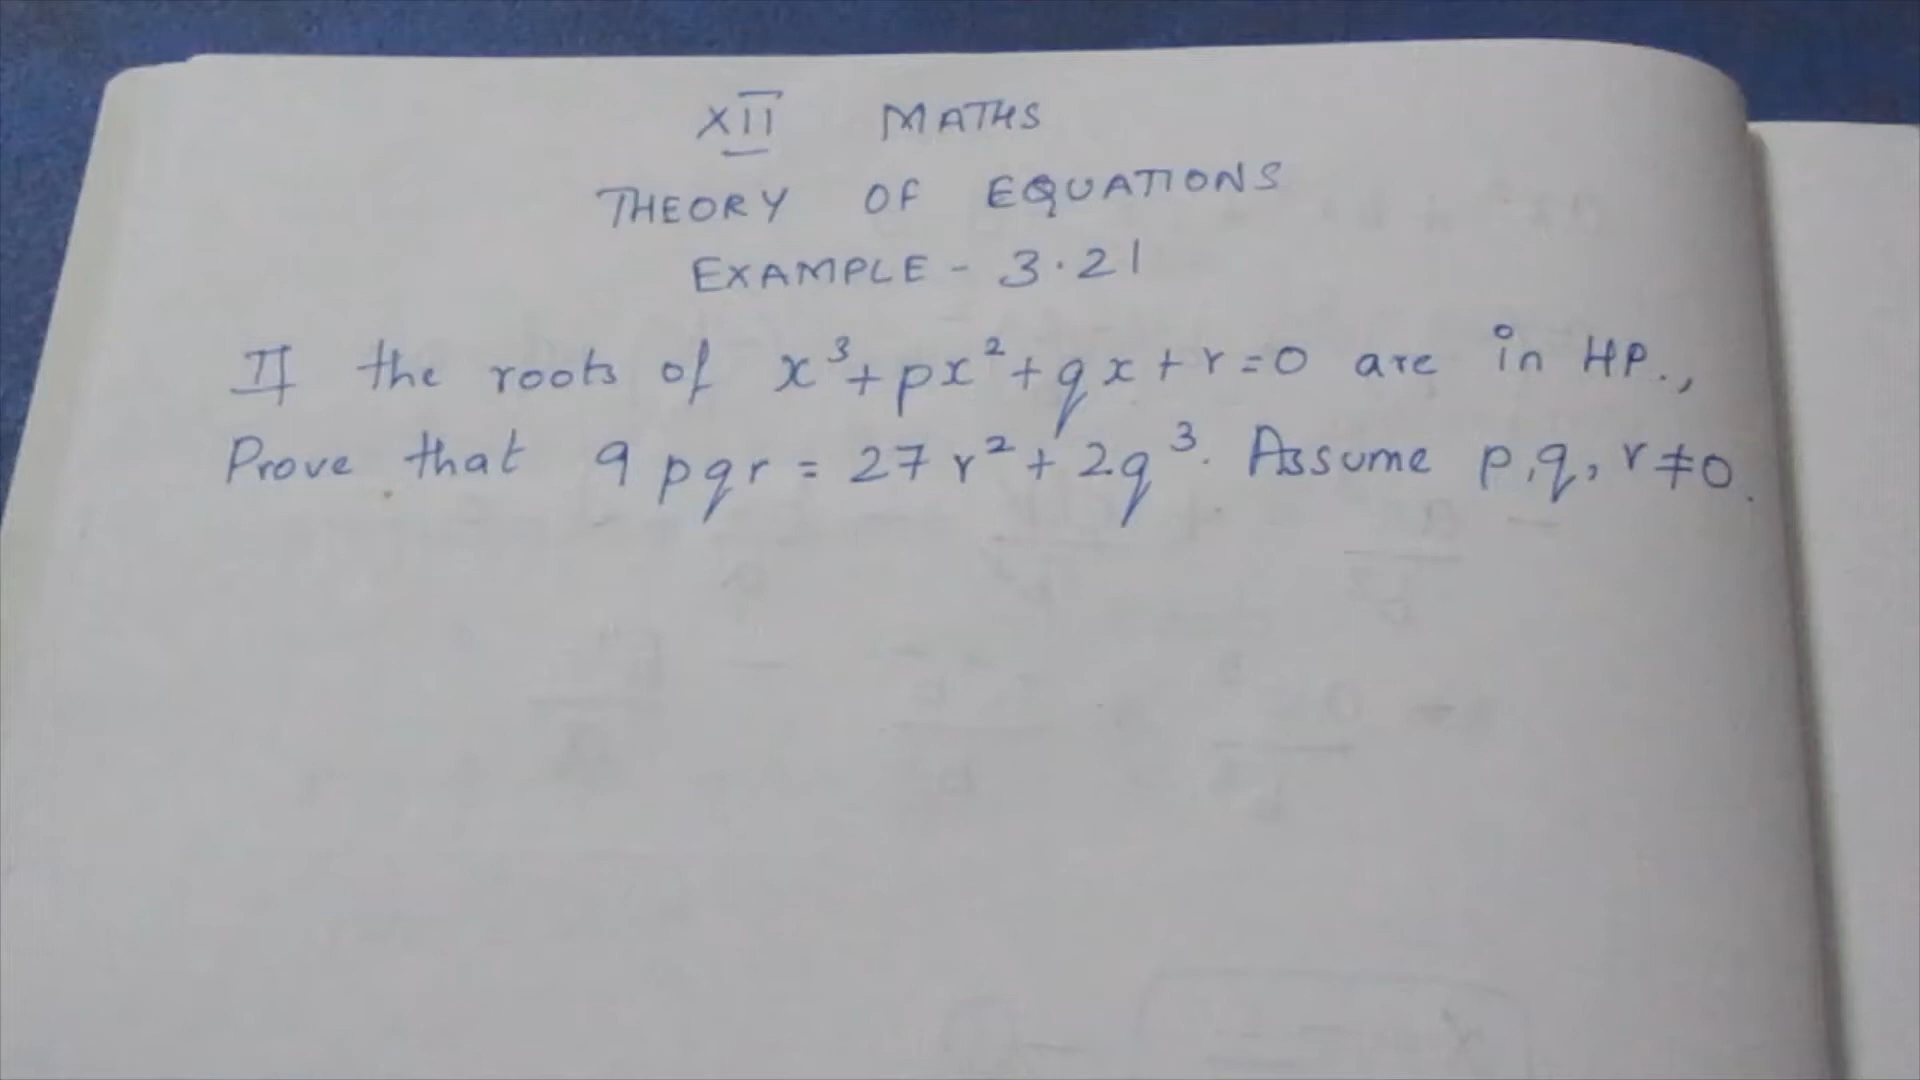 XII MATHS
THEORY OF EQUATIONS
EXAMPLE - 3.21
If the roots of x³+px²+qx+r=0 are in HP.,
Prove that 9pqr = 27r²+2q³. Assume p,q,r≠0.